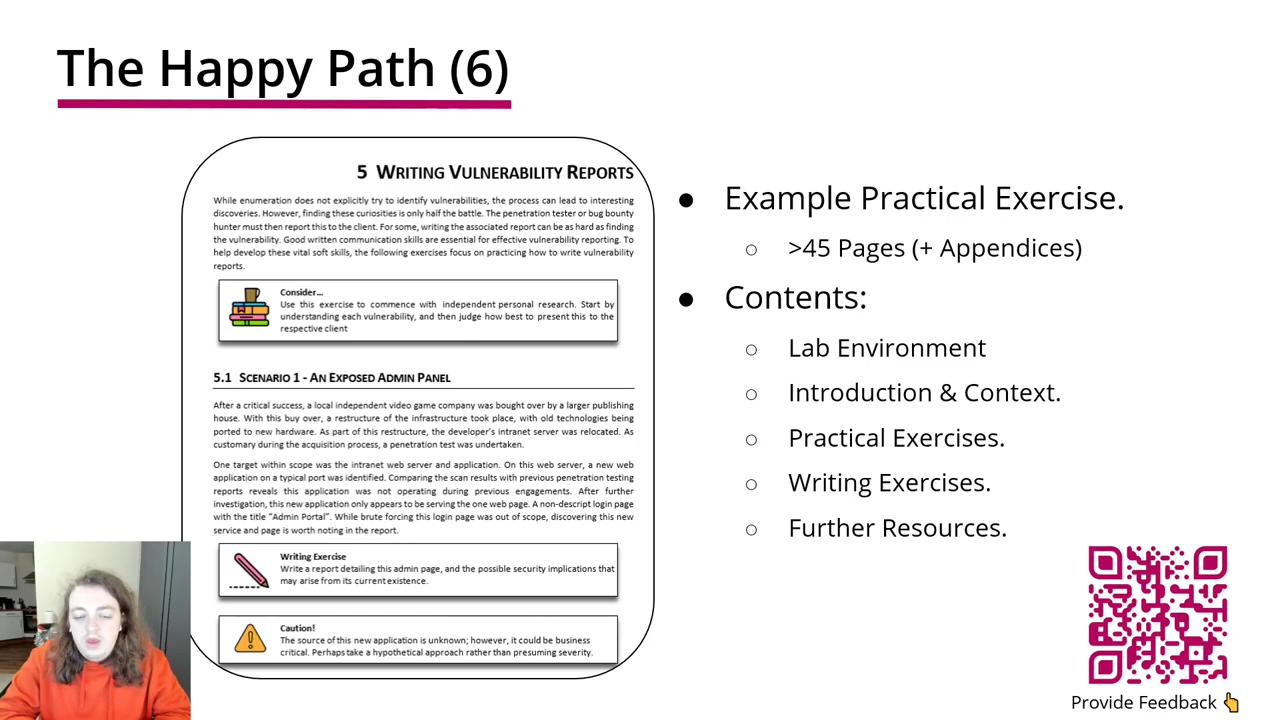 The Happy Path (6)
5 WRITING VULNERABILITY REPORTS
While enumeration does not explicitly try to identify vulnerabilities, the process can lead to interesting
discoveries. However, finding these curiosities is only half the battle. The penetration tester or bug bounty
hunter must then report this to the client. For some, writing the associated report can be as hard as finding
the vulnerability. Good written communication skills are essential for effective vulnerability reporting. To
help develop these vital soft skills, the following exercises focus on practicing how to write vulnerability
reports.
Consider...
Use this exercise to commence with independent personal research. Start by
understanding each vulnerability, and then judge how best to present this to the
respective client
5.1 SCENARIO 1 - AN EXPOSED ADMIN PANEL
After a critical success, a local independent video game company was bought over by a larger publishing
house. With this buy over, a restructure of the infrastructure took place, with old technologies being
ported to new hardware. As part of this restructure, the developer's intranet server was relocated. As
customary during the acquisition process, a penetration test was undertaken.
One target within scope was the intranet web server and application. On this web server, a new web
application on a typical port was identified. Comparing the scan results with previous penetration testing
reports reveals this application was not operating during previous engagements. After further
investigation, this new application only appears to be serving the one web page. A non-descript login page
with the title "Admin Portal". While brute forcing this login page was out of scope, discovering this new
service and page is worth noting in the report.
Writing Exercise
Write a report detailing this admin page, and the possible security implications that
may arise from its current existence.
Caution!
The source of this new application is unknown; however, it could be business
critical. Perhaps take a hypothetical approach rather than presuming severity.
● Example Practical Exercise.
○ >45 Pages (+ Appendices)
● Contents:
○ Lab Environment
○ Introduction & Context.
○ Practical Exercises.
○ Writing Exercises.
○ Further Resources.
Provide Feedback 👆